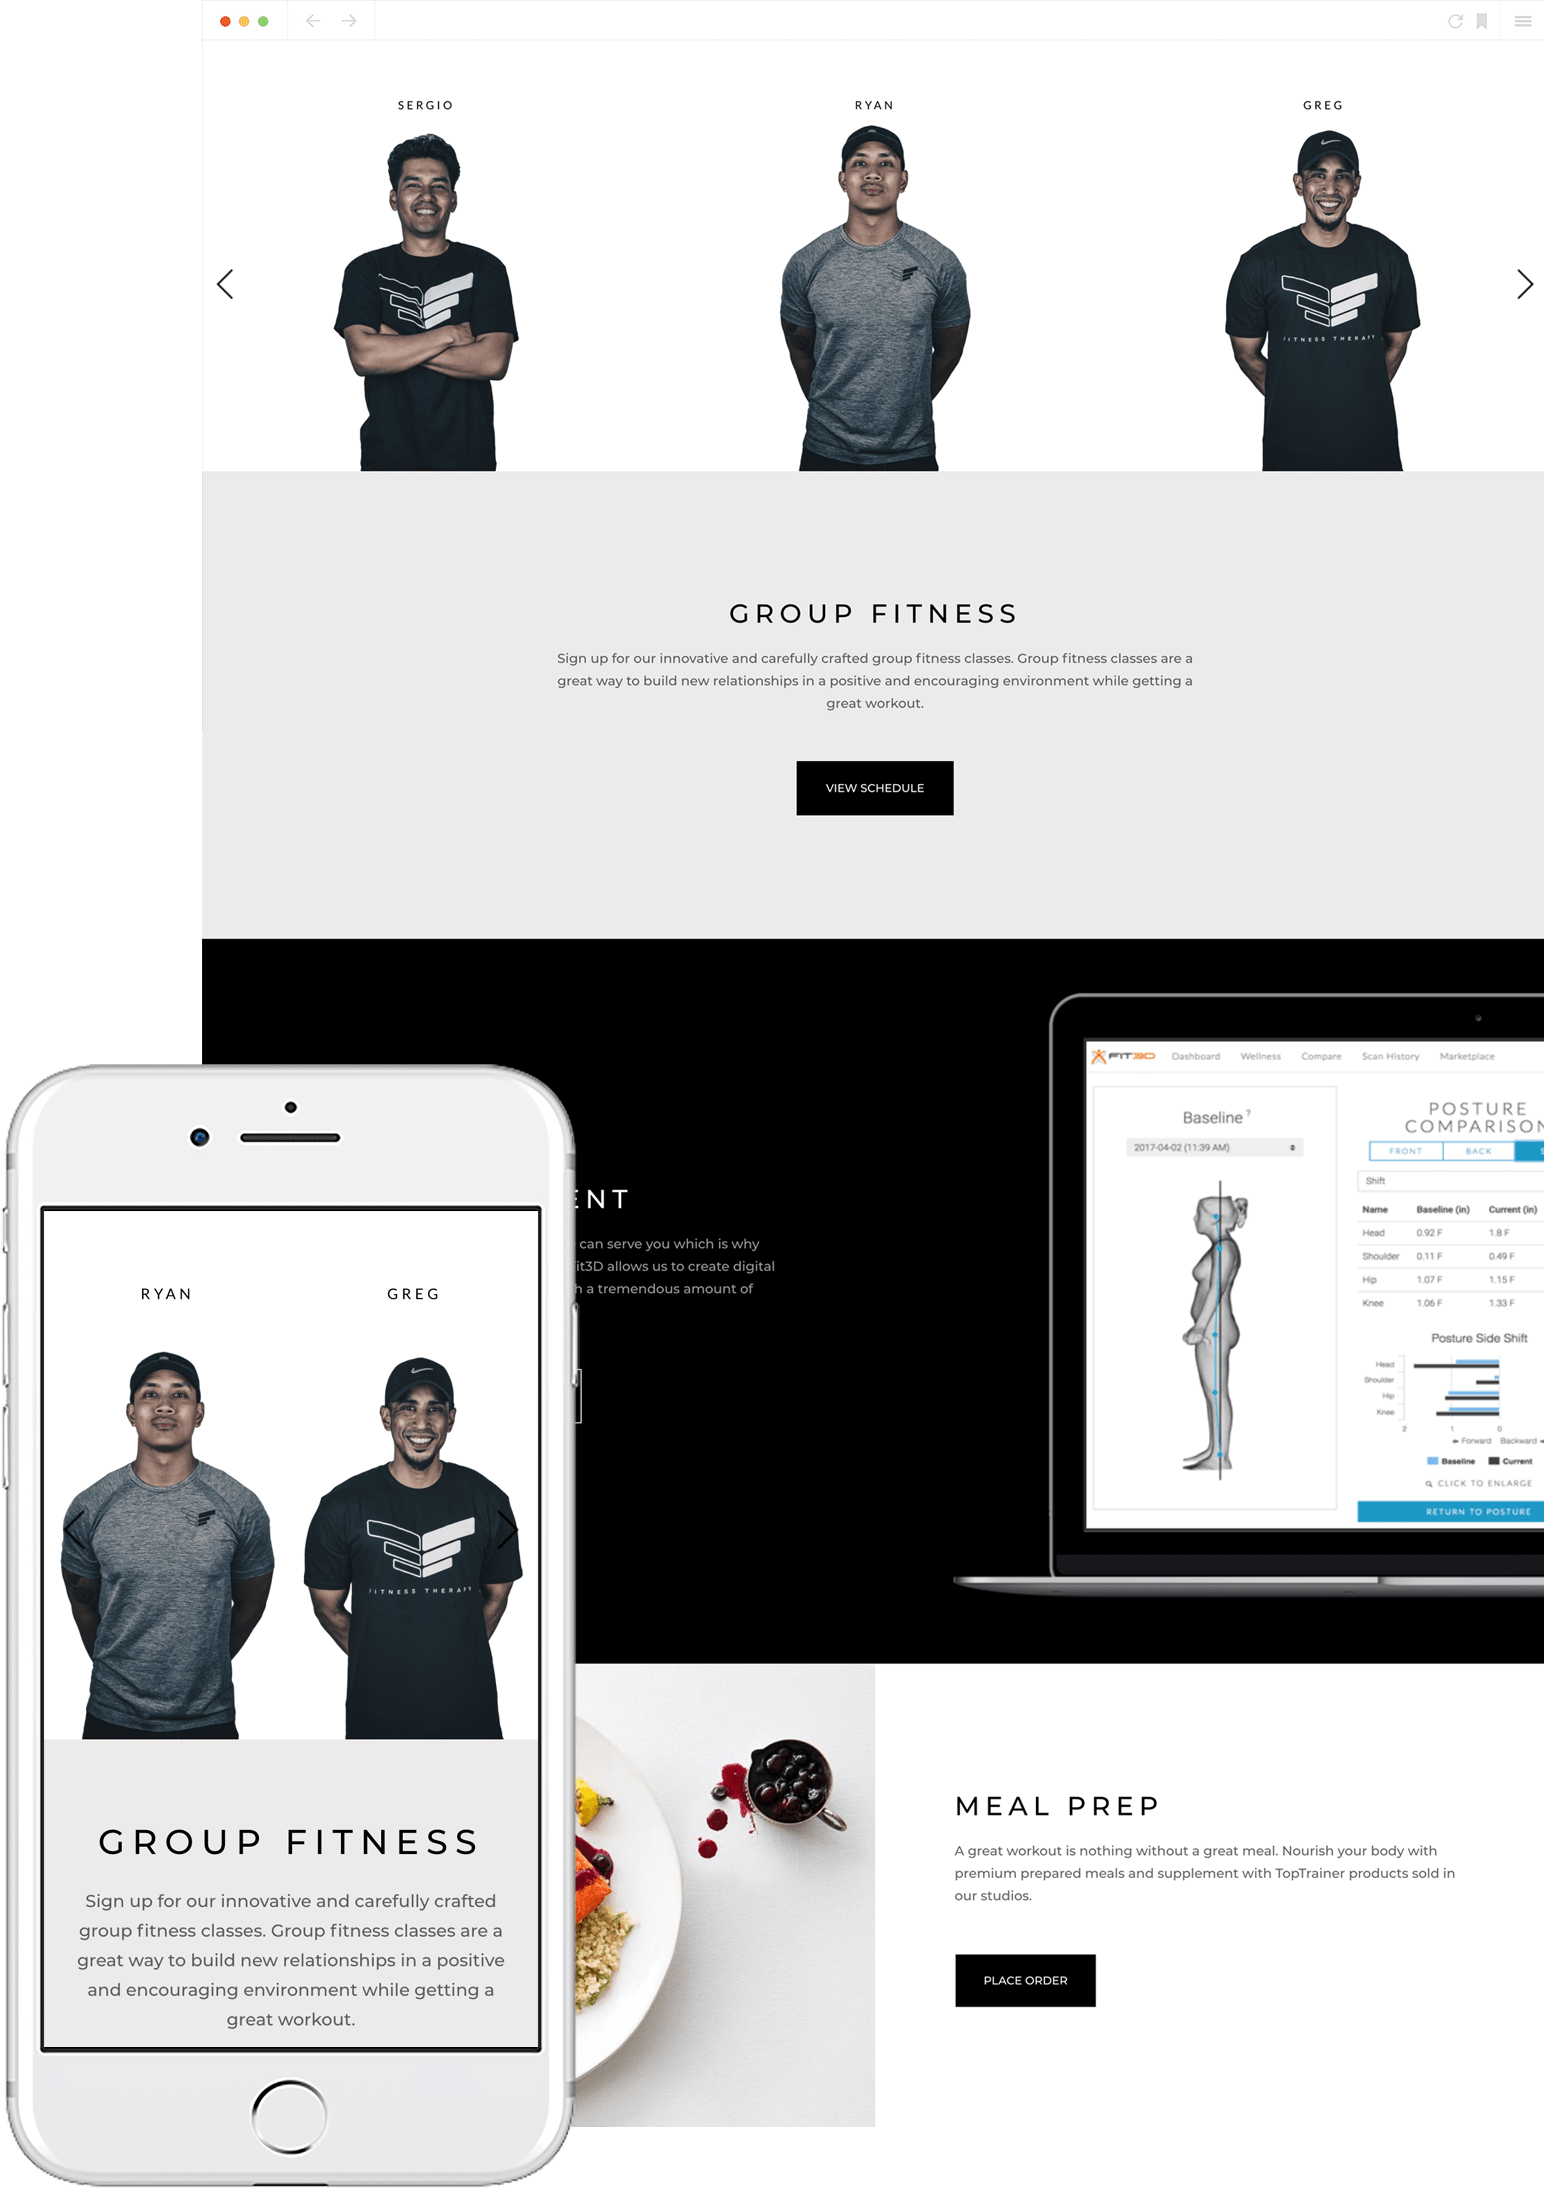 SERGIO
RYAN
GREG
FITNESS THERAPY
GROUP FITNESS
Sign up for our innovative and carefully crafted group fitness classes. Group fitness classes are a
great way to build new relationships in a positive and encouraging environment while getting a
great workout.
VIEW SCHEDULE
ENT
can serve you which is why
it3D allows us to create digital
h a tremendous amount of
FIT3D Dashboard Wellness Compare Scan History Marketplace
Baseline ?
2017-04-02 (11:39 AM)
POSTURE
COMPARISON
FRONT BACK S
Shift
Name Baseline (in) Current (in)
Head 0.92 F 1.8 F
Shoulder 0.11 F 0.49 F
Hip 1.07 F 1.15 F
Knee 1.06 F 1.33 F
Posture Side Shift
Head
Shoulder
Hip
Knee
2 1 0
Forward Backward
Baseline Current
CLICK TO ENLARGE
RETURN TO POSTURE
RYAN
GREG
FITNESS THERAPY
GROUP FITNESS
Sign up for our innovative and carefully crafted
group fitness classes. Group fitness classes are a
great way to build new relationships in a positive
and encouraging environment while getting a
great workout.
MEAL PREP
A great workout is nothing without a great meal. Nourish your body with
premium prepared meals and supplement with TopTrainer products sold in
our studios.
PLACE ORDER